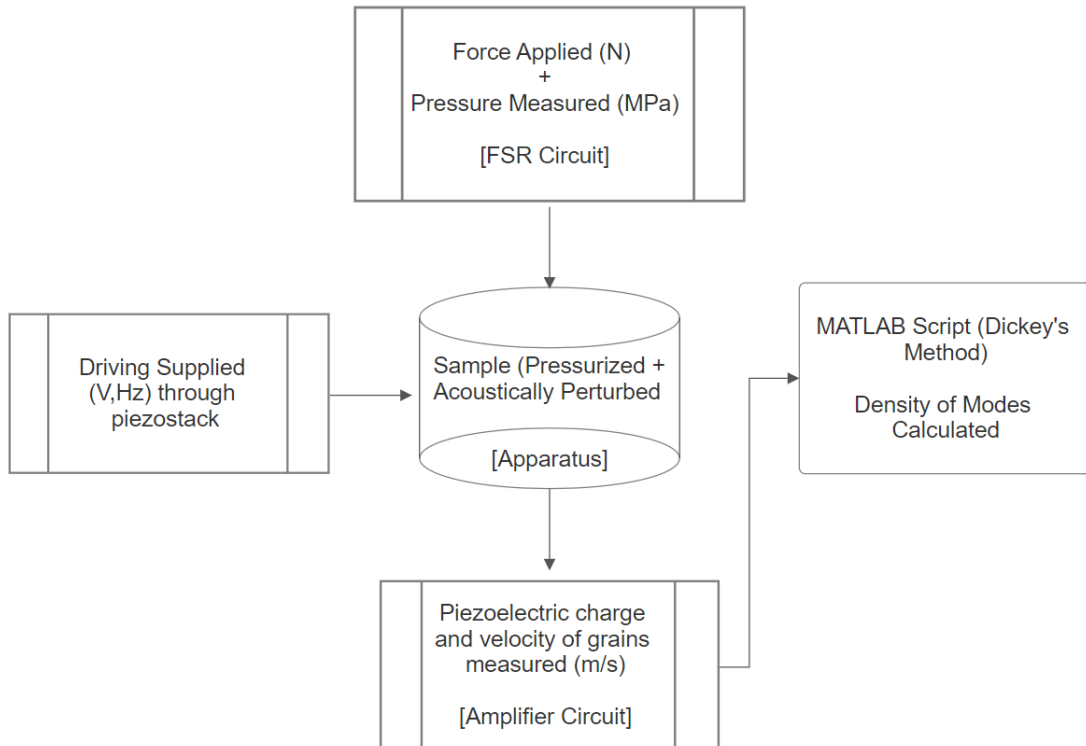 Force Applied (N)
+
Pressure Measured (MPa)
[FSR Circuit]
Driving Supplied
(V,Hz) through
piezostack
Sample (Pressurized +
Acoustically Perturbed
[Apparatus]
MATLAB Script (Dickey's
Method)
Density of Modes
Calculated
Piezoelectric charge
and velocity of grains
measured (m/s)
[Amplifier Circuit]